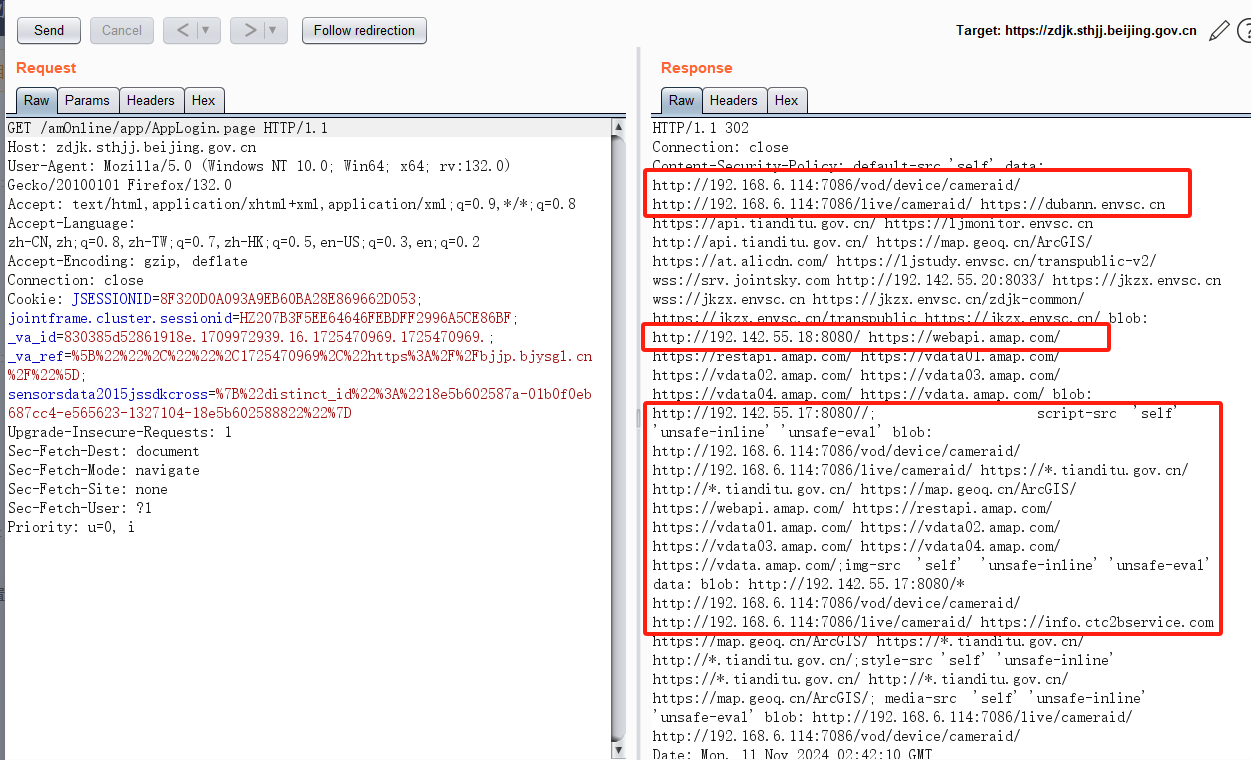 Send
Cancel
< ▼
> ▼
Follow redirection
Target: https://zdjk.sthjj.beijing.gov.cn
Request
Raw
Params
Headers
Hex
GET /amOnline/app/AppLogin.page HTTP/1.1
Host: zdjk.sthjj.beijing.gov.cn
User-Agent: Mozilla/5.0 (Windows NT 10.0; Win64; x64; rv:132.0)
Gecko/20100101 Firefox/132.0
Accept: text/html,application/xhtml+xml,application/xml;q=0.9,*/*;q=0.8
Accept-Language:
zh-CN,zh;q=0.8,zh-TW;q=0.7,zh-HK;q=0.5,en-US;q=0.3,en;q=0.2
Accept-Encoding: gzip, deflate
Connection: close
Cookie: JSESSIONID=8F320D0A093A9EB60BA28E869662D053;
jointframe.cluster.sessionid=HZ207B3F5EE64646FEBDFF2996A5CE86BF;
_va_id=830385d52861918e.1709972939.16.1725470969.1725470969.;
_va_ref=%5B%22%22%2C%22%22%2C1725470969%2C%22https%3A%2F%2Fbjjp.bjysgl.cn
%2F%22%5D;
sensorsdata2015jssdkcross=%7B%22distinct_id%22%3A%2218e5b602587a-01b0f0eb
687cc4-e565623-1327104-18e5b602588822%22%7D
Upgrade-Insecure-Requests: 1
Sec-Fetch-Dest: document
Sec-Fetch-Mode: navigate
Sec-Fetch-Site: none
Sec-Fetch-User: ?1
Priority: u=0, i
Response
Raw
Headers
Hex
HTTP/1.1 302
Connection: close
Content-Security-Policy: default-src 'self' data:
http://192.168.6.114:7086/vod/device/cameraid/
http://192.168.6.114:7086/live/cameraid/ https://dubann.envsc.cn
https://api.tianditu.gov.cn/ https://ljmonitor.envsc.cn
http://api.tianditu.gov.cn/ https://map.geoq.cn/ArcGIS/
https://at.alicdn.com/ https://ljstudy.envsc.cn/transpublic-v2/
wss://srv.jointsky.com http://192.142.55.20:8033/ https://jkzx.envsc.cn
wss://jkzx.envsc.cn https://jkzx.envsc.cn/zdjk-common/
https://jkzx.envsc.cn/transpublic https://jkzx.envsc.cn/ blob:
http://192.142.55.18:8080/ https://webapi.amap.com/
https://restapi.amap.com/ https://vdata01.amap.com/
https://vdata02.amap.com/ https://vdata03.amap.com/
https://vdata04.amap.com/ https://vdata.amap.com/ blob:
http://192.142.55.17:8080//; script-src 'self'
'unsafe-inline' 'unsafe-eval' blob:
http://192.168.6.114:7086/vod/device/cameraid/
http://192.168.6.114:7086/live/cameraid/ https://*.tianditu.gov.cn/
http://*.tianditu.gov.cn/ https://map.geoq.cn/ArcGIS/
https://webapi.amap.com/ https://restapi.amap.com/
https://vdata01.amap.com/ https://vdata02.amap.com/
https://vdata03.amap.com/ https://vdata04.amap.com/
https://vdata.amap.com/;img-src 'self' 'unsafe-inline' 'unsafe-eval'
data: blob: http://192.142.55.17:8080/*
http://192.168.6.114:7086/vod/device/cameraid/
http://192.168.6.114:7086/live/cameraid/ https://info.ctc2bservice.com
https://map.geoq.cn/ArcGIS/ https://*.tianditu.gov.cn/
http://*.tianditu.gov.cn/;style-src 'self' 'unsafe-inline'
https://*.tianditu.gov.cn/ http://*.tianditu.gov.cn/
https://map.geoq.cn/ArcGIS/; media-src 'self' 'unsafe-inline'
'unsafe-eval' blob: http://192.168.6.114:7086/live/cameraid/
http://192.168.6.114:7086/vod/device/cameraid/
Date: Mon, 11 Nov 2024 02:42:10 GMT